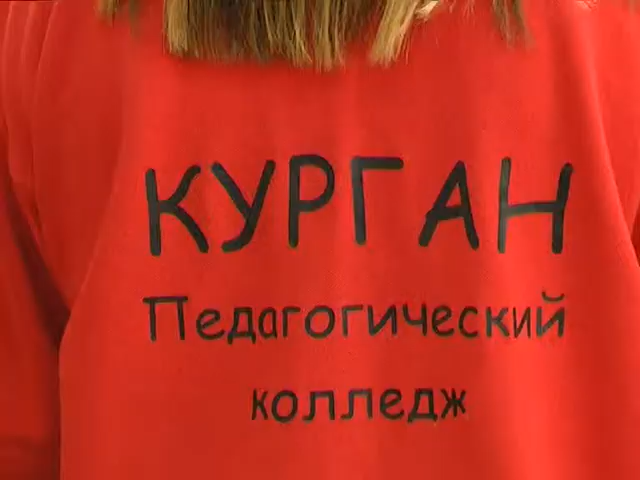 КУРГАН
Педагогический
колледж